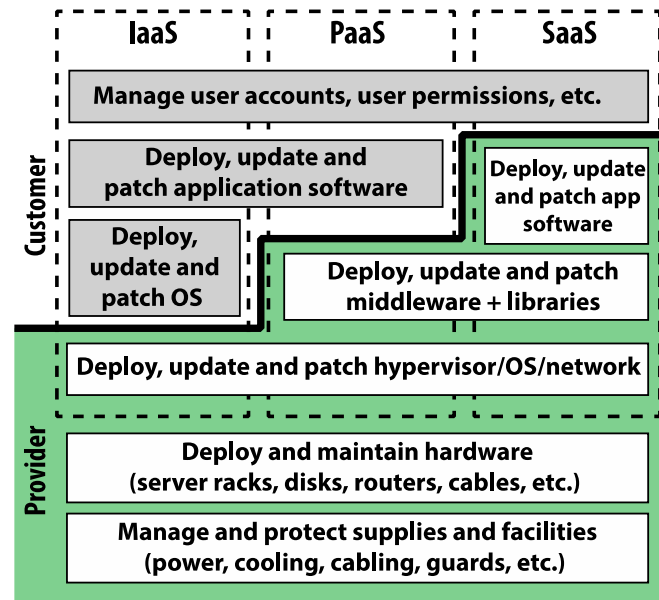 IaaS
PaaS
SaaS
Manage user accounts, user permissions, etc.
Customer
Deploy, update and
patch application software
Deploy, update
and patch app
software
Deploy,
update and
patch OS
Deploy, update and patch
middleware + libraries
Deploy, update and patch hypervisor/OS/network
Provider
Deploy and maintain hardware
(server racks, disks, routers, cables, etc.)
Manage and protect supplies and facilities
(power, cooling, cabling, guards, etc.)